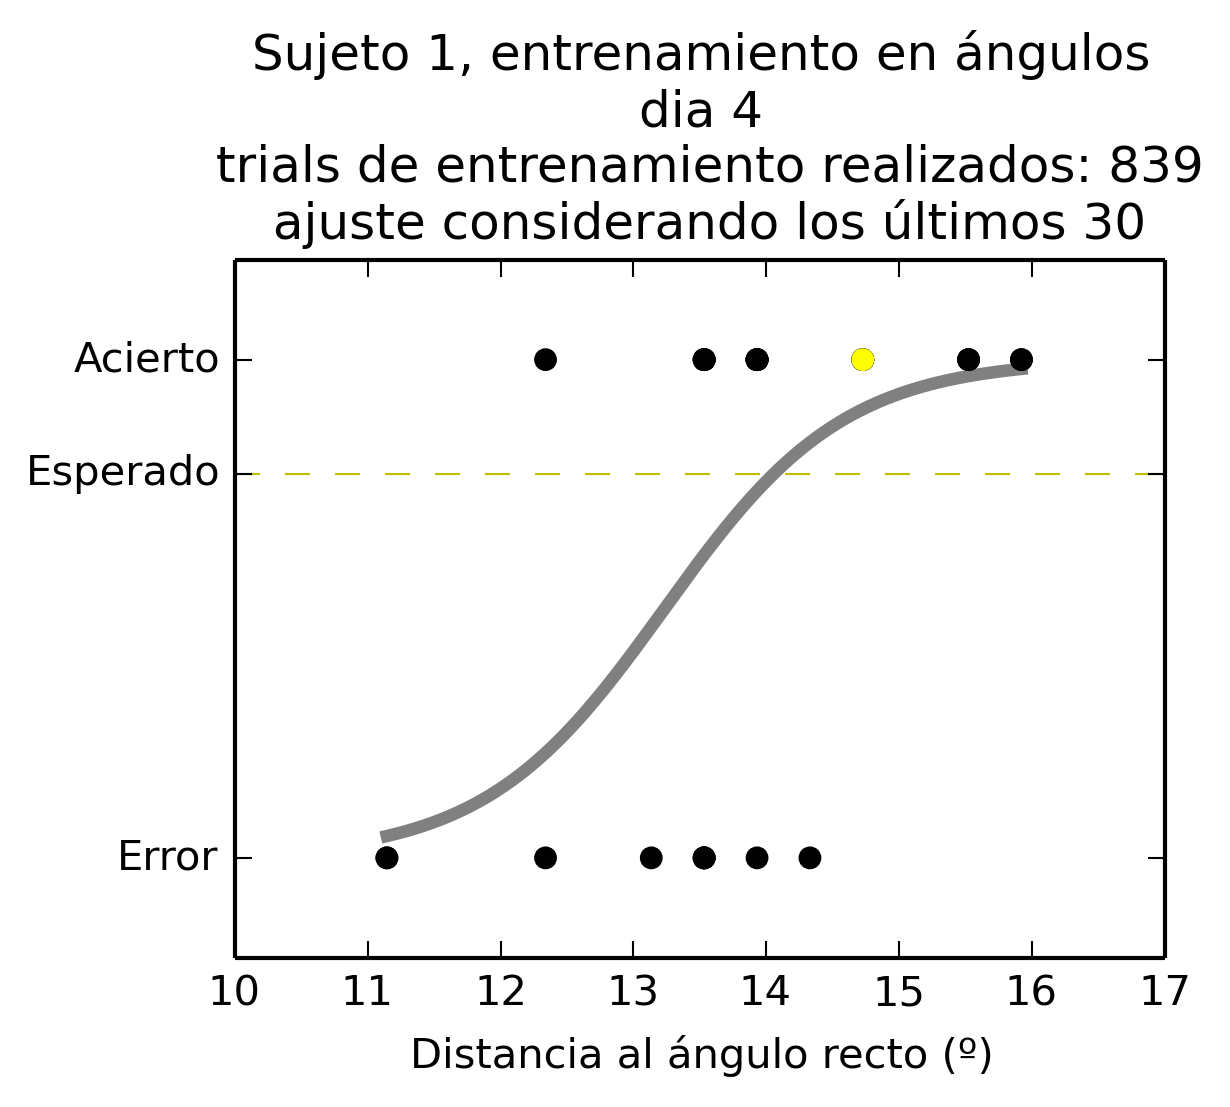 Sujeto 1, entrenamiento en ángulos
dia 4
trials de entrenamiento realizados: 839
ajuste considerando los últimos 30
Acierto
Esperado
Error
10 11 12 13 14 15 16 17
Distancia al ángulo recto (º)